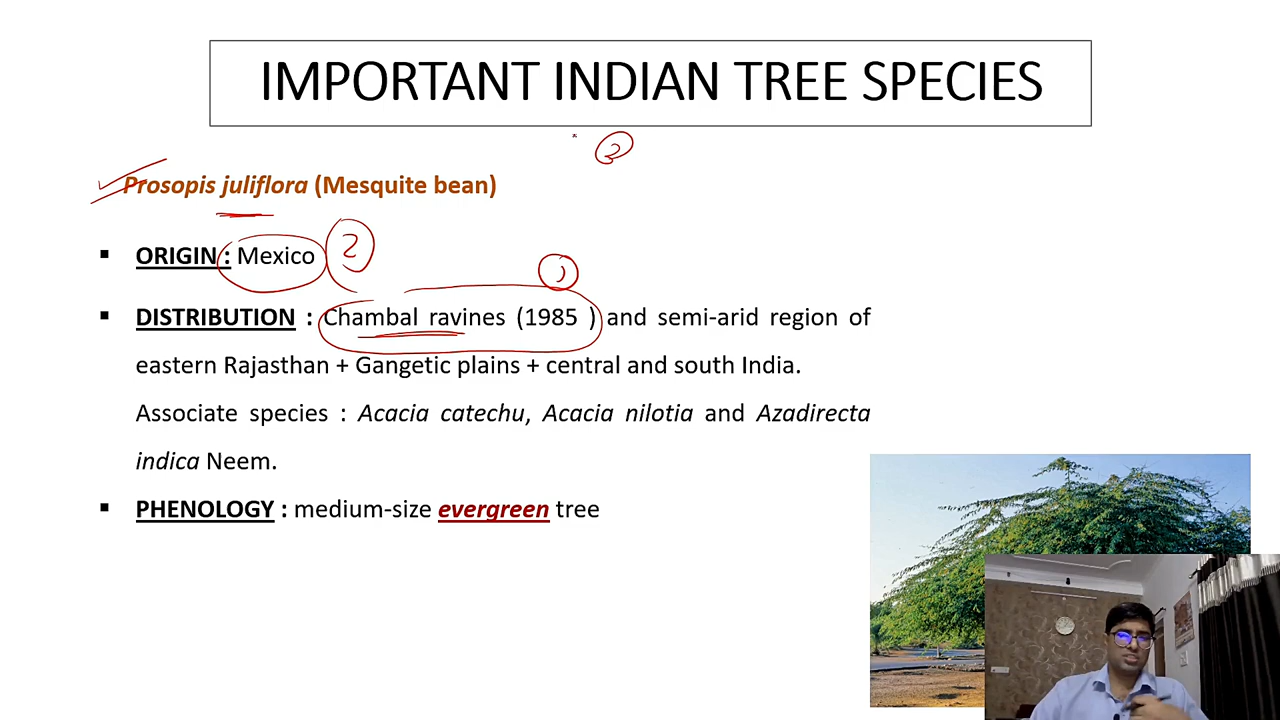 IMPORTANT INDIAN TREE SPECIES
2
Prosopis juliflora (Mesquite bean)
▪ ORIGIN : Mexico 2
1
▪ DISTRIBUTION : Chambal ravines (1985 ) and semi-arid region of
eastern Rajasthan + Gangetic plains + central and south India.
Associate species : Acacia catechu, Acacia nilotia and Azadirecta
indica Neem.
▪ PHENOLOGY : medium-size evergreen tree